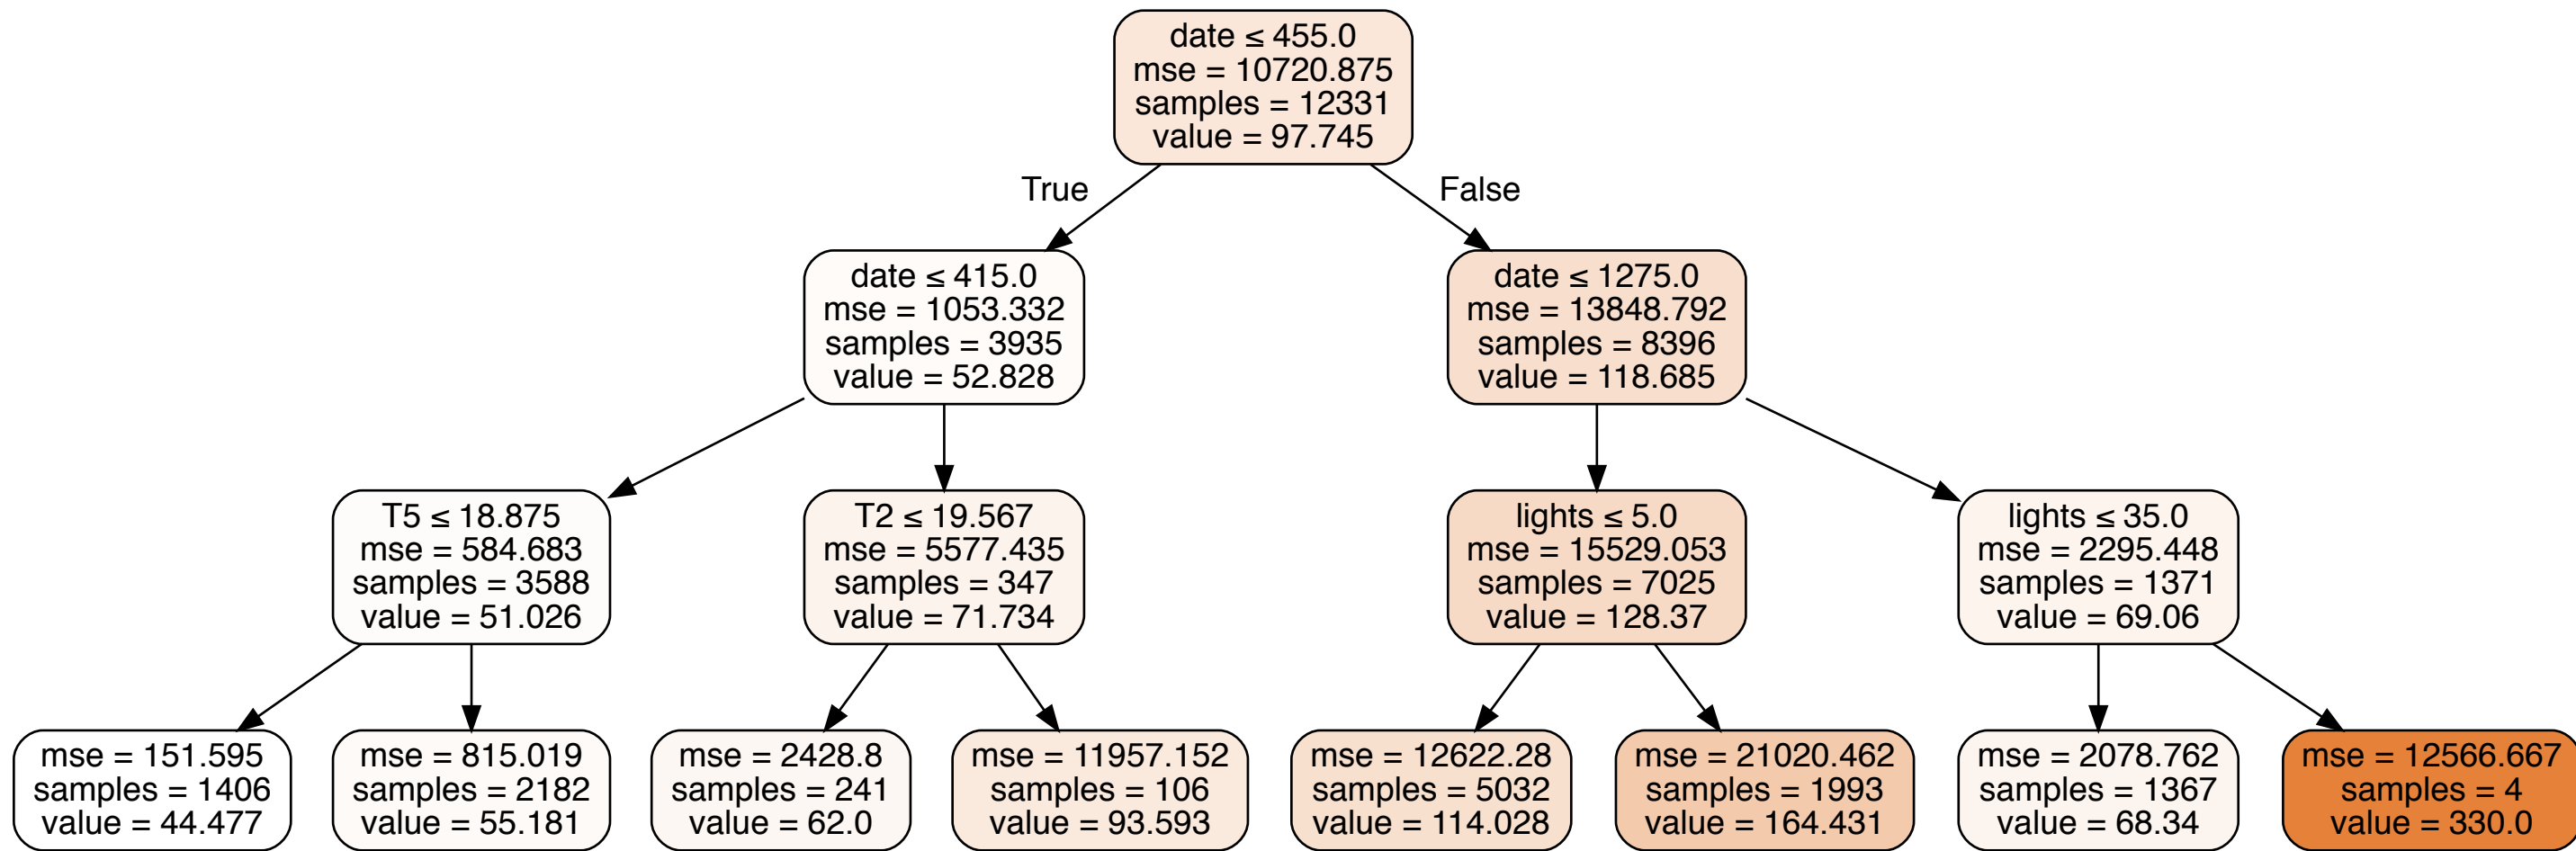 date ≤ 455.0
mse = 10720.875
samples = 12331
value = 97.745
True
False
date ≤ 415.0
mse = 1053.332
samples = 3935
value = 52.828
date ≤ 1275.0
mse = 13848.792
samples = 8396
value = 118.685
T5 ≤ 18.875
mse = 584.683
samples = 3588
value = 51.026
T2 ≤ 19.567
mse = 5577.435
samples = 347
value = 71.734
lights ≤ 5.0
mse = 15529.053
samples = 7025
value = 128.37
lights ≤ 35.0
mse = 2295.448
samples = 1371
value = 69.06
mse = 151.595
samples = 1406
value = 44.477
mse = 815.019
samples = 2182
value = 55.181
mse = 2428.8
samples = 241
value = 62.0
mse = 11957.152
samples = 106
value = 93.593
mse = 12622.28
samples = 5032
value = 114.028
mse = 21020.462
samples = 1993
value = 164.431
mse = 2078.762
samples = 1367
value = 68.34
mse = 12566.667
samples = 4
value = 330.0